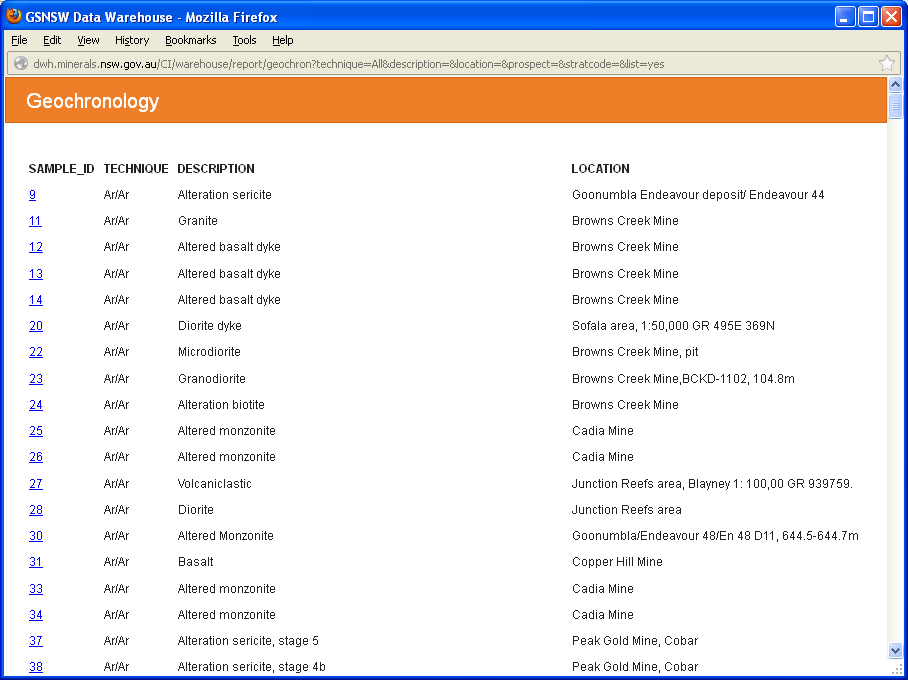 GSNSW Data Warehouse - Mozilla Firefox
File Edit View History Bookmarks Tools Help
dwh.minerals.nsw.gov.au/CI/warehouse/report/geochron?technique=All&description=&location=&prospect=&stratcode=&list=yes
Geochronology
SAMPLE_ID TECHNIQUE DESCRIPTION LOCATION
9 Ar/Ar Alteration sericite Goonumbla Endeavour deposit/ Endeavour 44
11 Ar/Ar Granite Browns Creek Mine
12 Ar/Ar Altered basalt dyke Browns Creek Mine
13 Ar/Ar Altered basalt dyke Browns Creek Mine
14 Ar/Ar Altered basalt dyke Browns Creek Mine
20 Ar/Ar Diorite dyke Sofala area, 1:50,000 GR 495E 369N
22 Ar/Ar Microdiorite Browns Creek Mine, pit
23 Ar/Ar Granodiorite Browns Creek Mine,BCKD-1102, 104.8m
24 Ar/Ar Alteration biotite Browns Creek Mine
25 Ar/Ar Altered monzonite Cadia Mine
26 Ar/Ar Altered monzonite Cadia Mine
27 Ar/Ar Volcaniclastic Junction Reefs area, Blayney 1: 100,00 GR 939759.
28 Ar/Ar Diorite Junction Reefs area
30 Ar/Ar Altered Monzonite Goonumbla/Endeavour 48/En 48 D11, 644.5-644.7m
31 Ar/Ar Basalt Copper Hill Mine
33 Ar/Ar Altered monzonite Cadia Mine
34 Ar/Ar Altered monzonite Cadia Mine
37 Ar/Ar Alteration sericite, stage 5 Peak Gold Mine, Cobar
38 Ar/Ar Alteration sericite, stage 4b Peak Gold Mine, Cobar